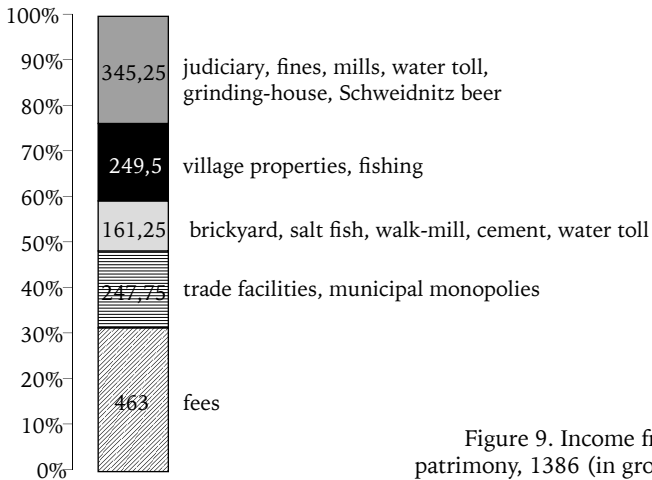 100%
90%
80%
70%
60%
50%
40%
30%
20%
10%
0%
345,25
judiciary, fines, mills, water toll,
grinding-house, Schweidnitz beer
249,5
village properties, fishing
161,25
brickyard, salt fish, walk-mill, cement, water toll
247,75
trade facilities, municipal monopolies
463
fees
Figure 9. Income
patrimony, 1386 (in